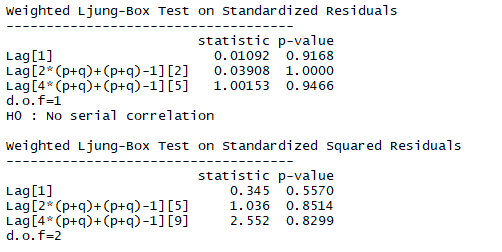 Weighted Ljung-Box Test on Standardized Residuals
------------------------------------
                        statistic p-value
Lag[1]                    0.01092  0.9168
Lag[2*(p+q)+(p+q)-1][2]   0.03908  1.0000
Lag[4*(p+q)+(p+q)-1][5]   1.00153  0.9466
d.o.f=1
H0 : No serial correlation

Weighted Ljung-Box Test on Standardized Squared Residuals
------------------------------------
                        statistic p-value
Lag[1]                      0.345  0.5570
Lag[2*(p+q)+(p+q)-1][5]     1.036  0.8514
Lag[4*(p+q)+(p+q)-1][9]     2.552  0.8299
d.o.f=2